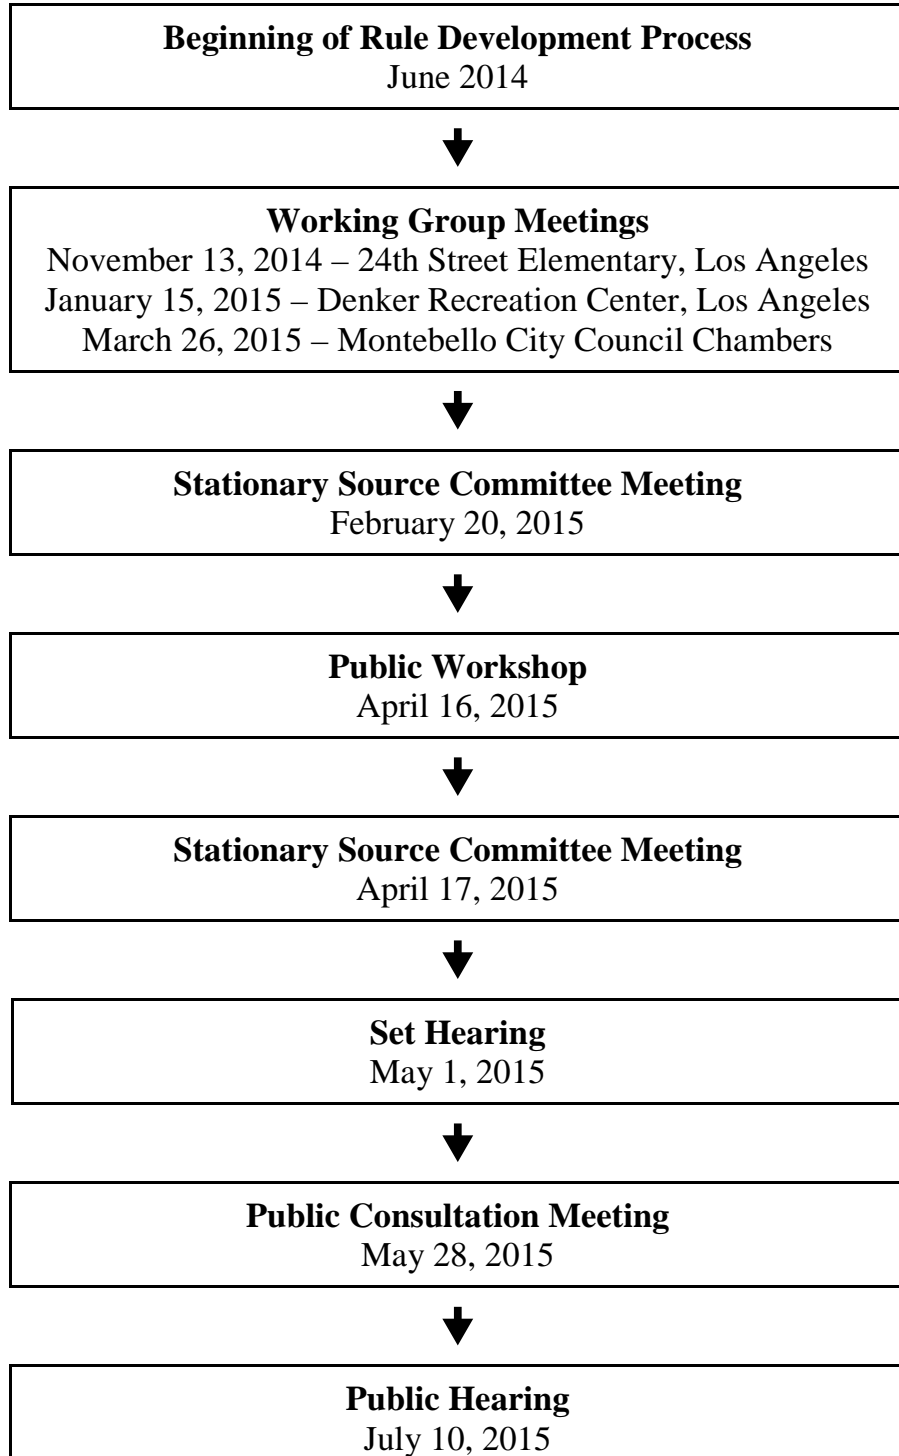 Beginning of Rule Development Process
June 2014
Working Group Meetings
November 13, 2014 – 24th Street Elementary, Los Angeles
January 15, 2015 – Denker Recreation Center, Los Angeles
March 26, 2015 – Montebello City Council Chambers
Stationary Source Committee Meeting
February 20, 2015
Public Workshop
April 16, 2015
Stationary Source Committee Meeting
April 17, 2015
Set Hearing
May 1, 2015
Public Consultation Meeting
May 28, 2015
Public Hearing
July 10, 2015